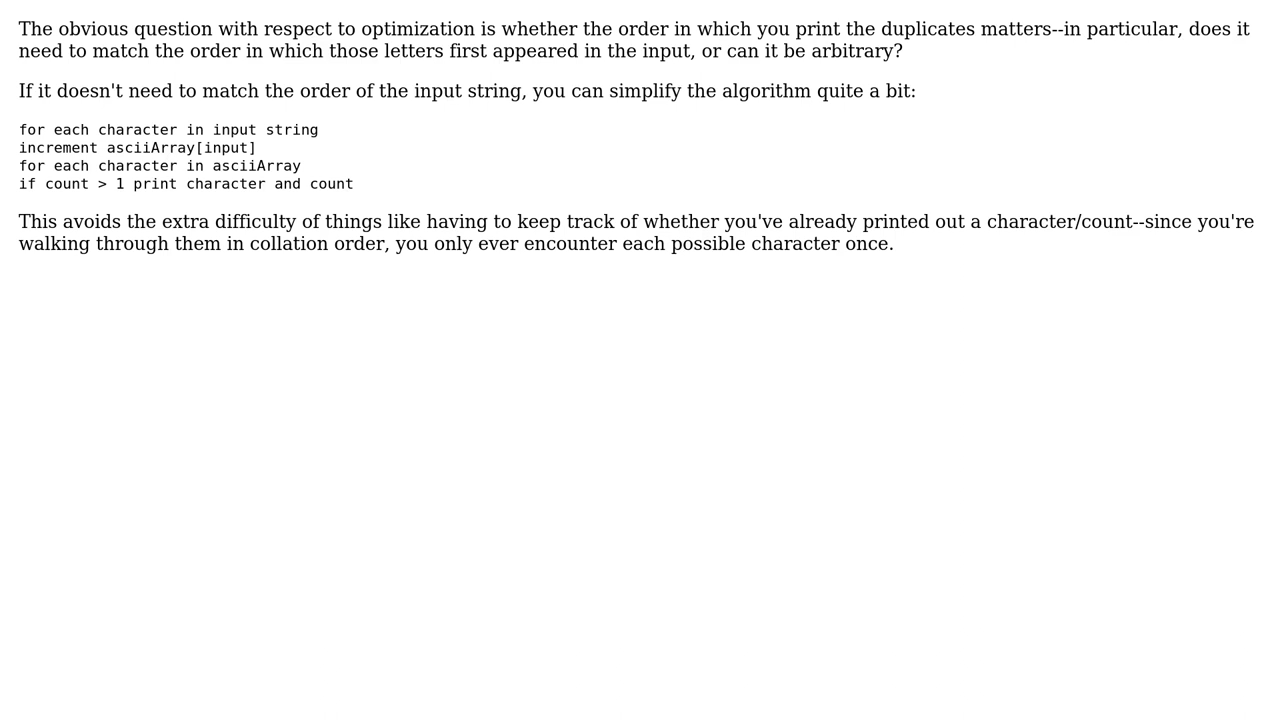 The obvious question with respect to optimization is whether the order in which you print the duplicates matters--in particular, does it
need to match the order in which those letters first appeared in the input, or can it be arbitrary?
If it doesn't need to match the order of the input string, you can simplify the algorithm quite a bit:
for each character in input string
increment asciiArray[input]
for each character in asciiArray
if count > 1 print character and count
This avoids the extra difficulty of things like having to keep track of whether you've already printed out a character/count--since you're
walking through them in collation order, you only ever encounter each possible character once.